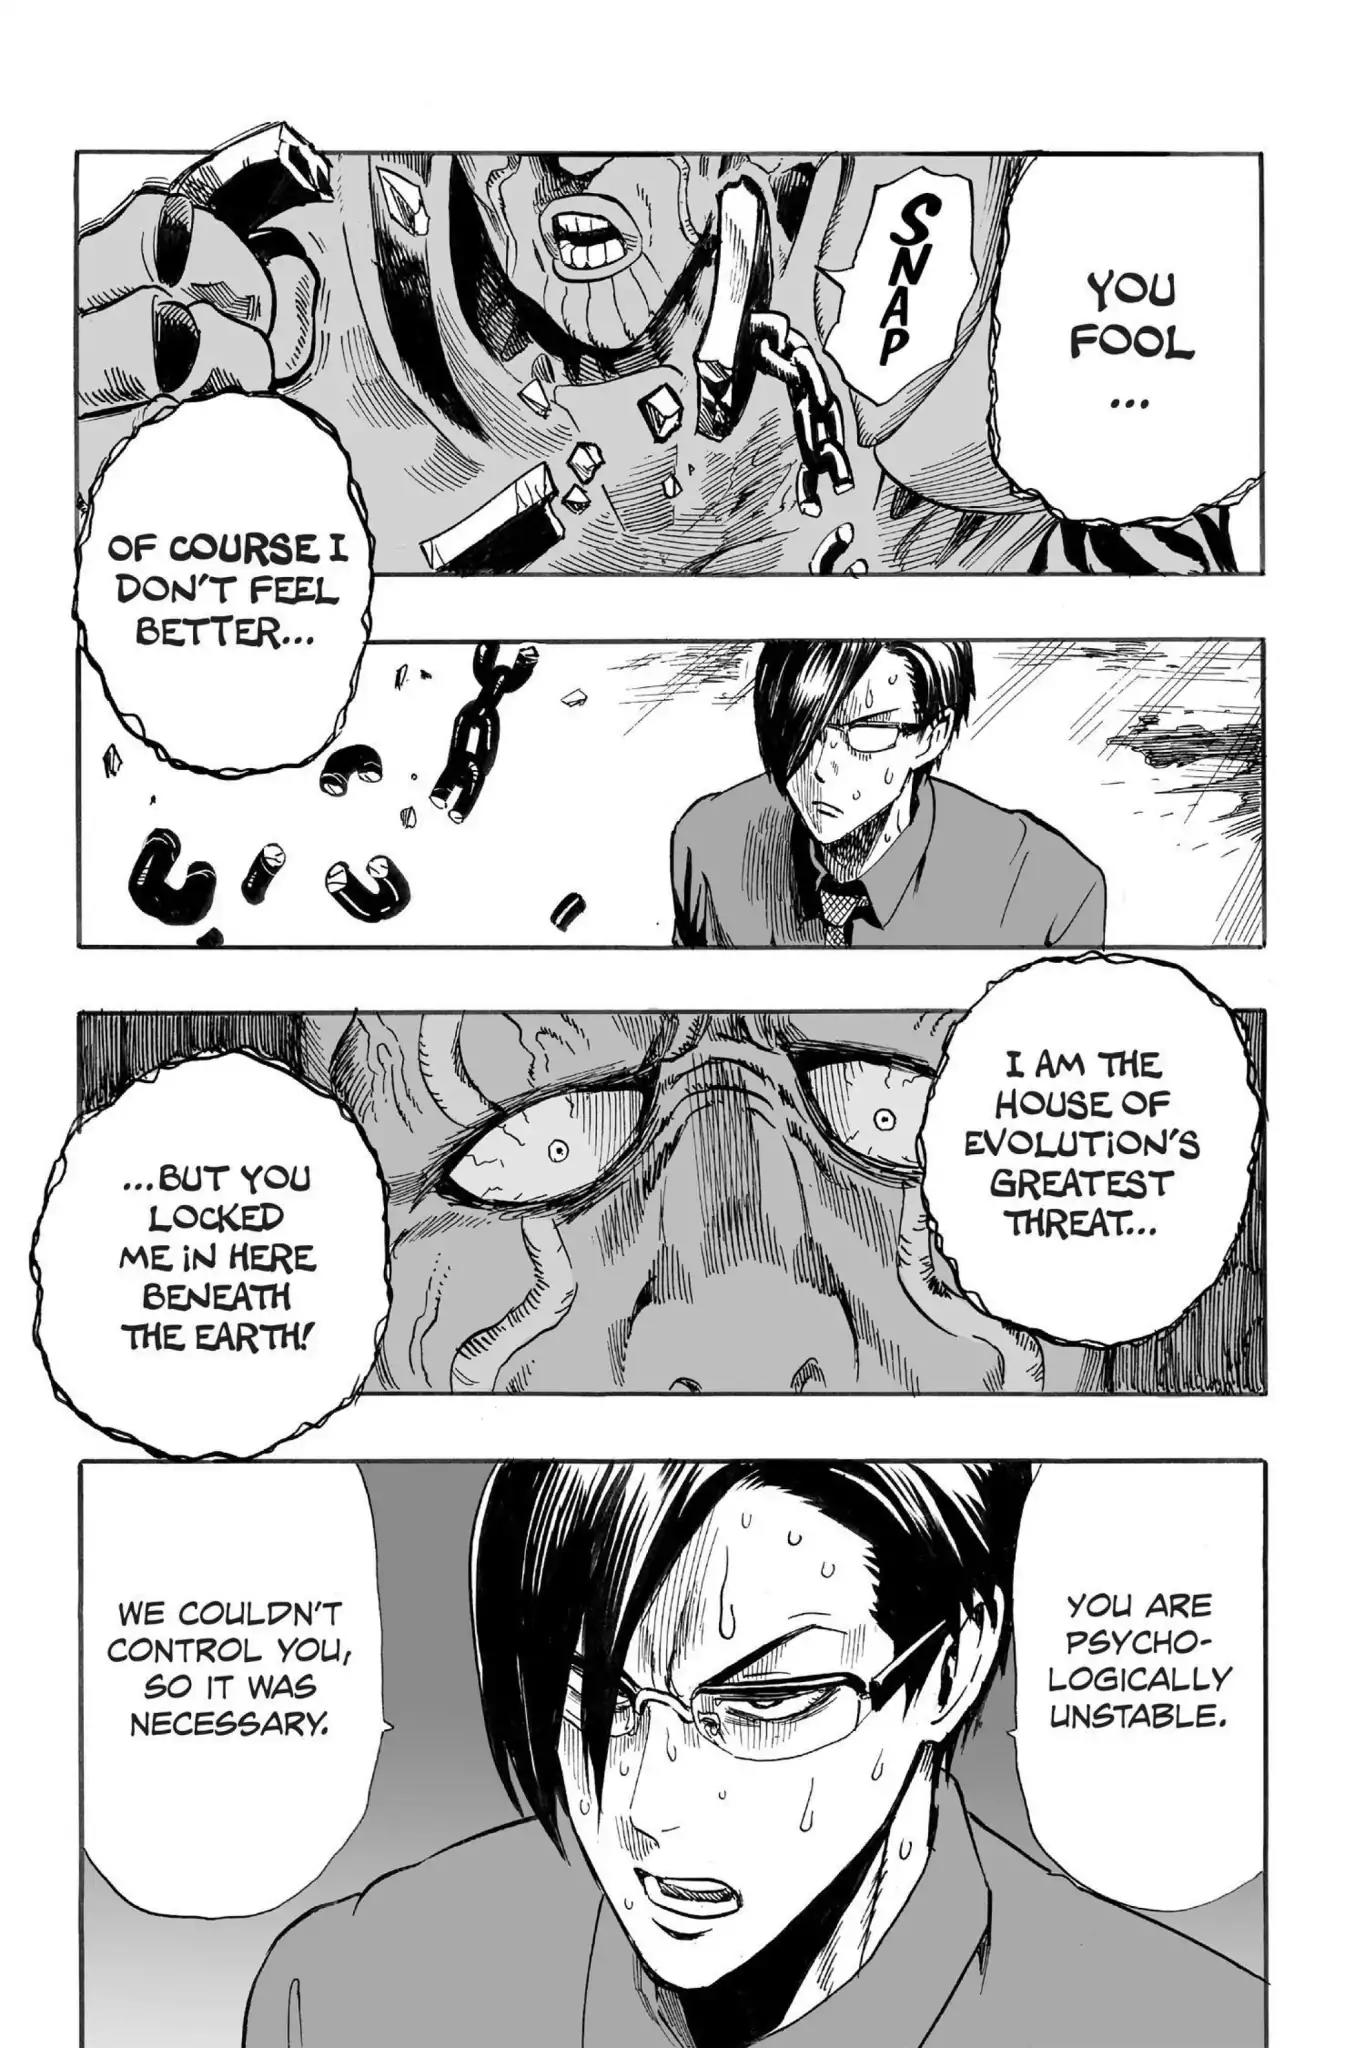 YOU
FOOL
...
SNAP
OF COURSE I
DON'T FEEL
BETTER...
I AM THE
HOUSE OF
EVOLUTION'S
GREATEST
THREAT...
...BUT YOU
LOCKED
ME IN HERE
BENEATH
THE EARTH!
YOU ARE
PSYCHO-
LOGICALLY
UNSTABLE.
WE COULDN'T
CONTROL YOU,
SO IT WAS
NECESSARY.